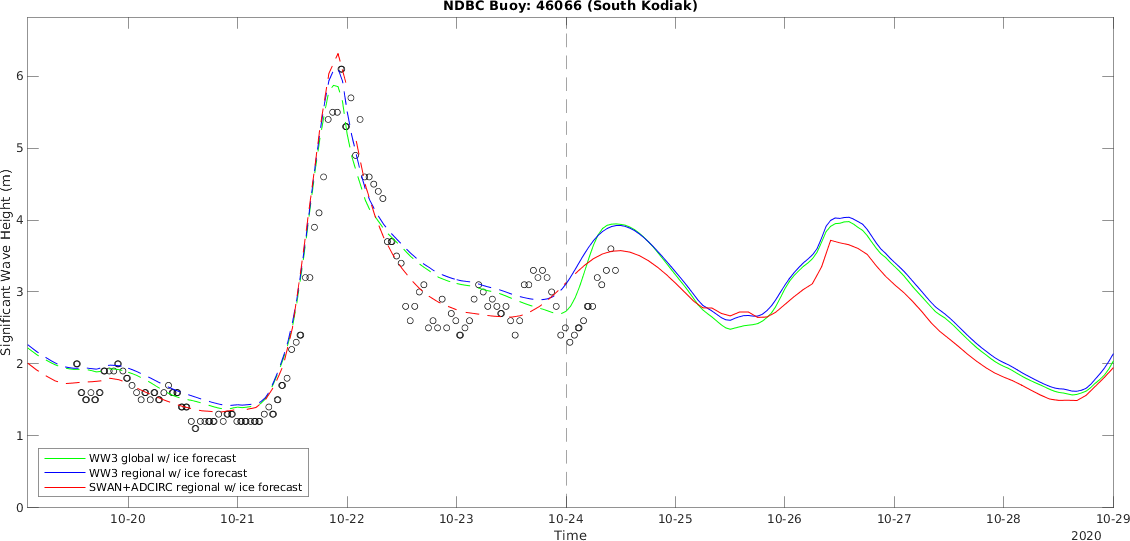 NDBC Buoy: 46066 (South Kodiak)
Significant Wave Height (m)
6
5
4
3
2
1
0
WW3 global w/ ice forecast
WW3 regional w/ ice forecast
SWAN+ADCIRC regional w/ ice forecast
10-20 10-21 10-22 10-23 10-24 10-25 10-26 10-27 10-28 10-29
Time
2020